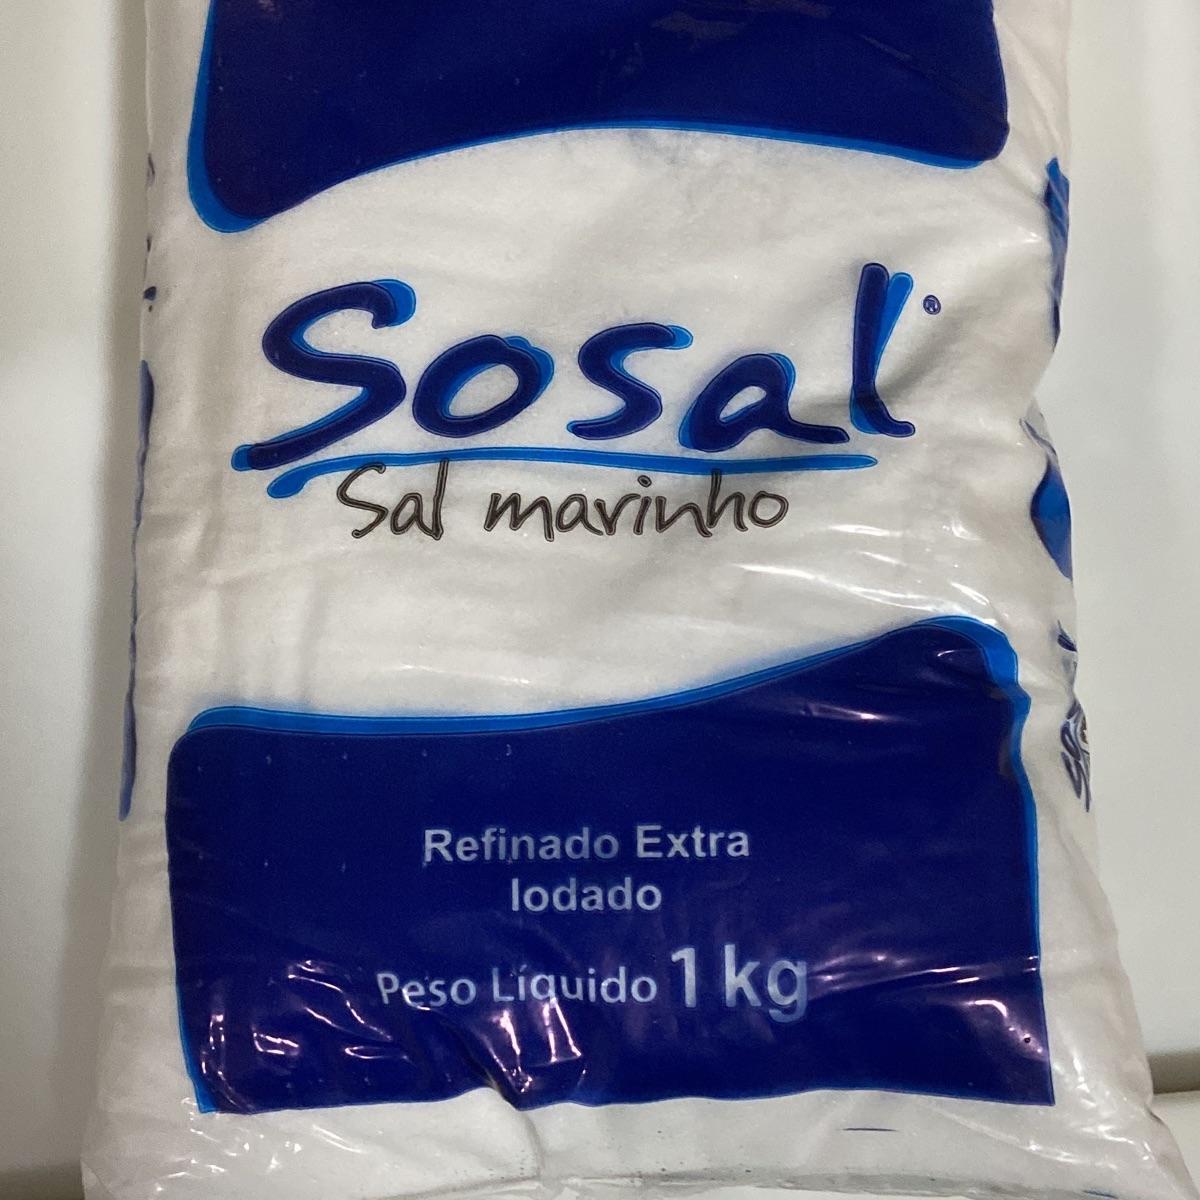 Sosal®
Sal marinho
Refinado Extra
Iodado
Peso Líquido 1 kg